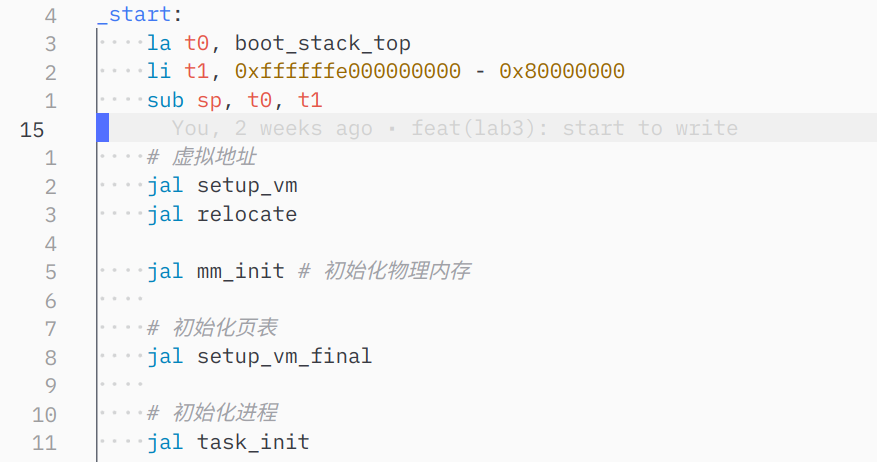 4 _start:
3 la t0, boot_stack_top
2 li t1, 0xffffffe000000000 - 0x80000000
1 sub sp, t0, t1
15 You, 2 weeks ago • feat(lab3): start to write
1 # 虚拟地址
2 jal setup_vm
3 jal relocate
4
5 jal mm_init # 初始化物理内存
6
7 # 初始化页表
8 jal setup_vm_final
9
10 # 初始化进程
11 jal task_init